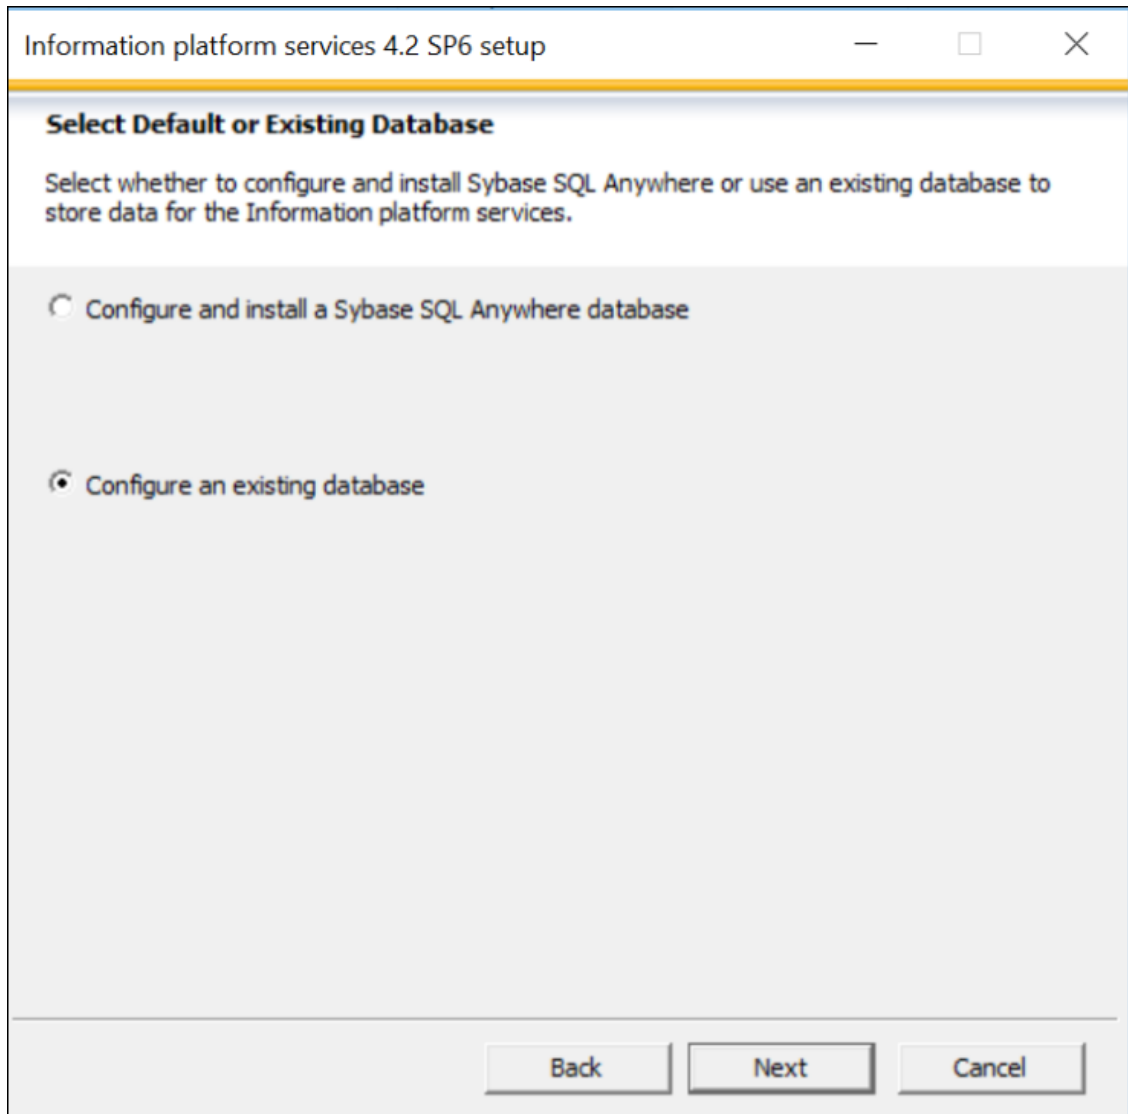 Information platform services 4.2 SP6 setup
Select Default or Existing Database
Select whether to configure and install Sybase SQL Anywhere or use an existing database to
store data for the Information platform services.
Configure and install a Sybase SQL Anywhere database
Configure an existing database
Back Next Cancel